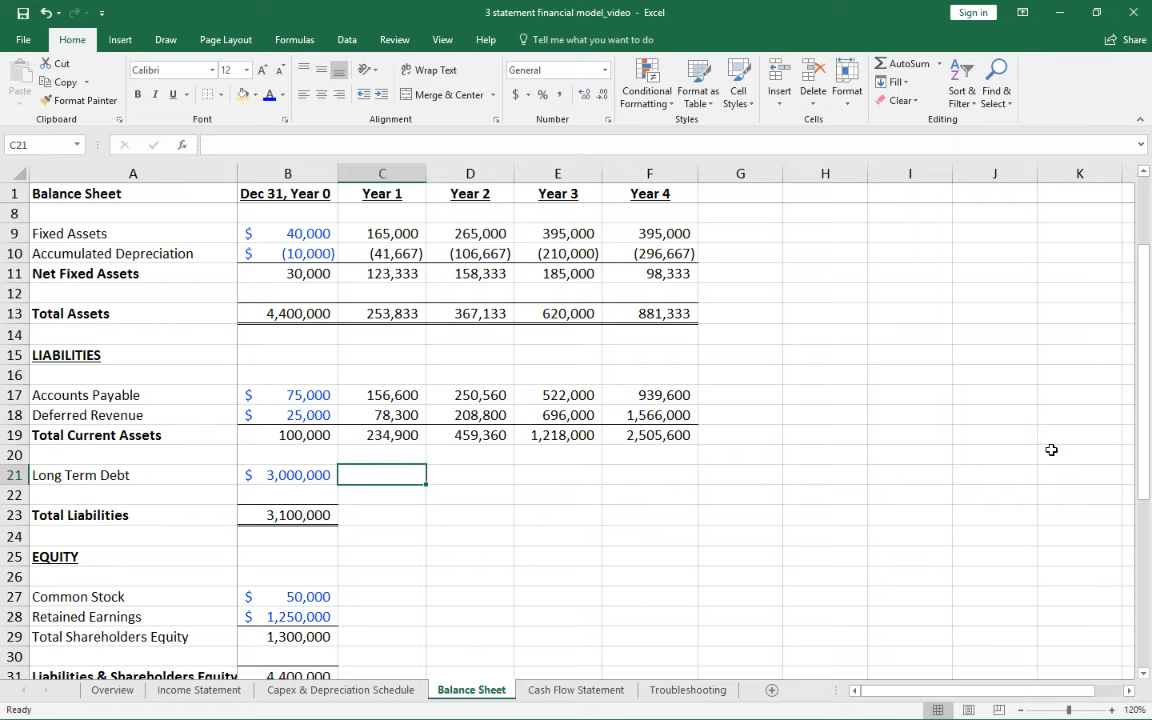 3 statement financial model_video - Excel
Sign in
File Home Insert Draw Page Layout Formulas Data Review View Help Tell me what you want to do Share
Paste Cut Copy Format Painter Clipboard
Calibri 12 A A B I U A Font
Wrap Text Merge & Center Alignment
General $ % , Number
Conditional Formatting Format as Table Cell Styles Styles
Insert Delete Format Cells
AutoSum Fill Clear Sort & Filter Find & Select Editing
C21 fx
A B C D E F G H I J K
1 Balance Sheet Dec 31, Year 0 Year 1 Year 2 Year 3 Year 4
8
9 Fixed Assets $ 40,000 165,000 265,000 395,000 395,000
10 Accumulated Depreciation $ (10,000) (41,667) (106,667) (210,000) (296,667)
11 Net Fixed Assets 30,000 123,333 158,333 185,000 98,333
12
13 Total Assets 4,400,000 253,833 367,133 620,000 881,333
14
15 LIABILITIES
16
17 Accounts Payable $ 75,000 156,600 250,560 522,000 939,600
18 Deferred Revenue $ 25,000 78,300 208,800 696,000 1,566,000
19 Total Current Assets 100,000 234,900 459,360 1,218,000 2,505,600
20
21 Long Term Debt $ 3,000,000
22
23 Total Liabilities 3,100,000
24
25 EQUITY
26
27 Common Stock $ 50,000
28 Retained Earnings $ 1,250,000
29 Total Shareholders Equity 1,300,000
30
31 Liabilities & Shareholders Equity 4,400,000
Overview Income Statement Capex & Depreciation Schedule Balance Sheet Cash Flow Statement Troubleshooting
Ready 120%